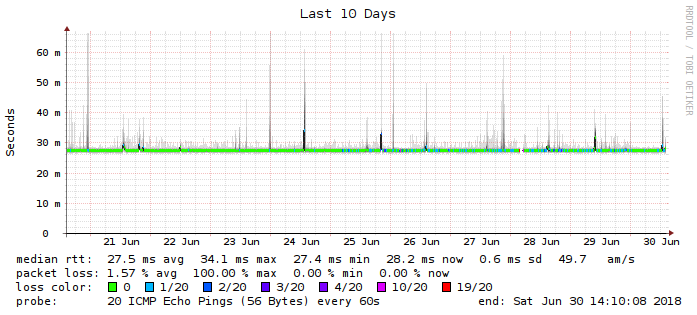 Last 10 Days
RRDTOOL / TOBI OETIKER
Seconds
60 m
50 m
40 m
30 m
20 m
10 m
0
21 Jun 22 Jun 23 Jun 24 Jun 25 Jun 26 Jun 27 Jun 28 Jun 29 Jun 30 Jun
median rtt: 27.5 ms avg 34.1 ms max 27.4 ms min 28.2 ms now 0.6 ms sd 49.7 am/s
packet loss: 1.57 % avg 100.00 % max 0.00 % min 0.00 % now
loss color: 0 1/20 2/20 3/20 4/20 10/20 19/20
probe: 20 ICMP Echo Pings (56 Bytes) every 60s end: Sat Jun 30 14:10:08 2018